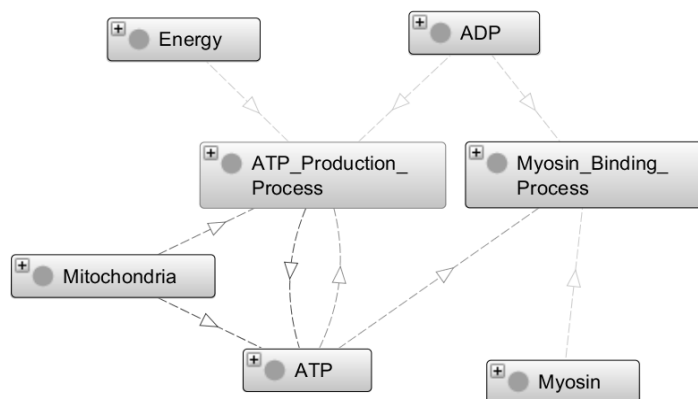 Energy
ADP
ATP_Production_
Process
Myosin_Binding_
Process
Mitochondria
ATP
Myosin